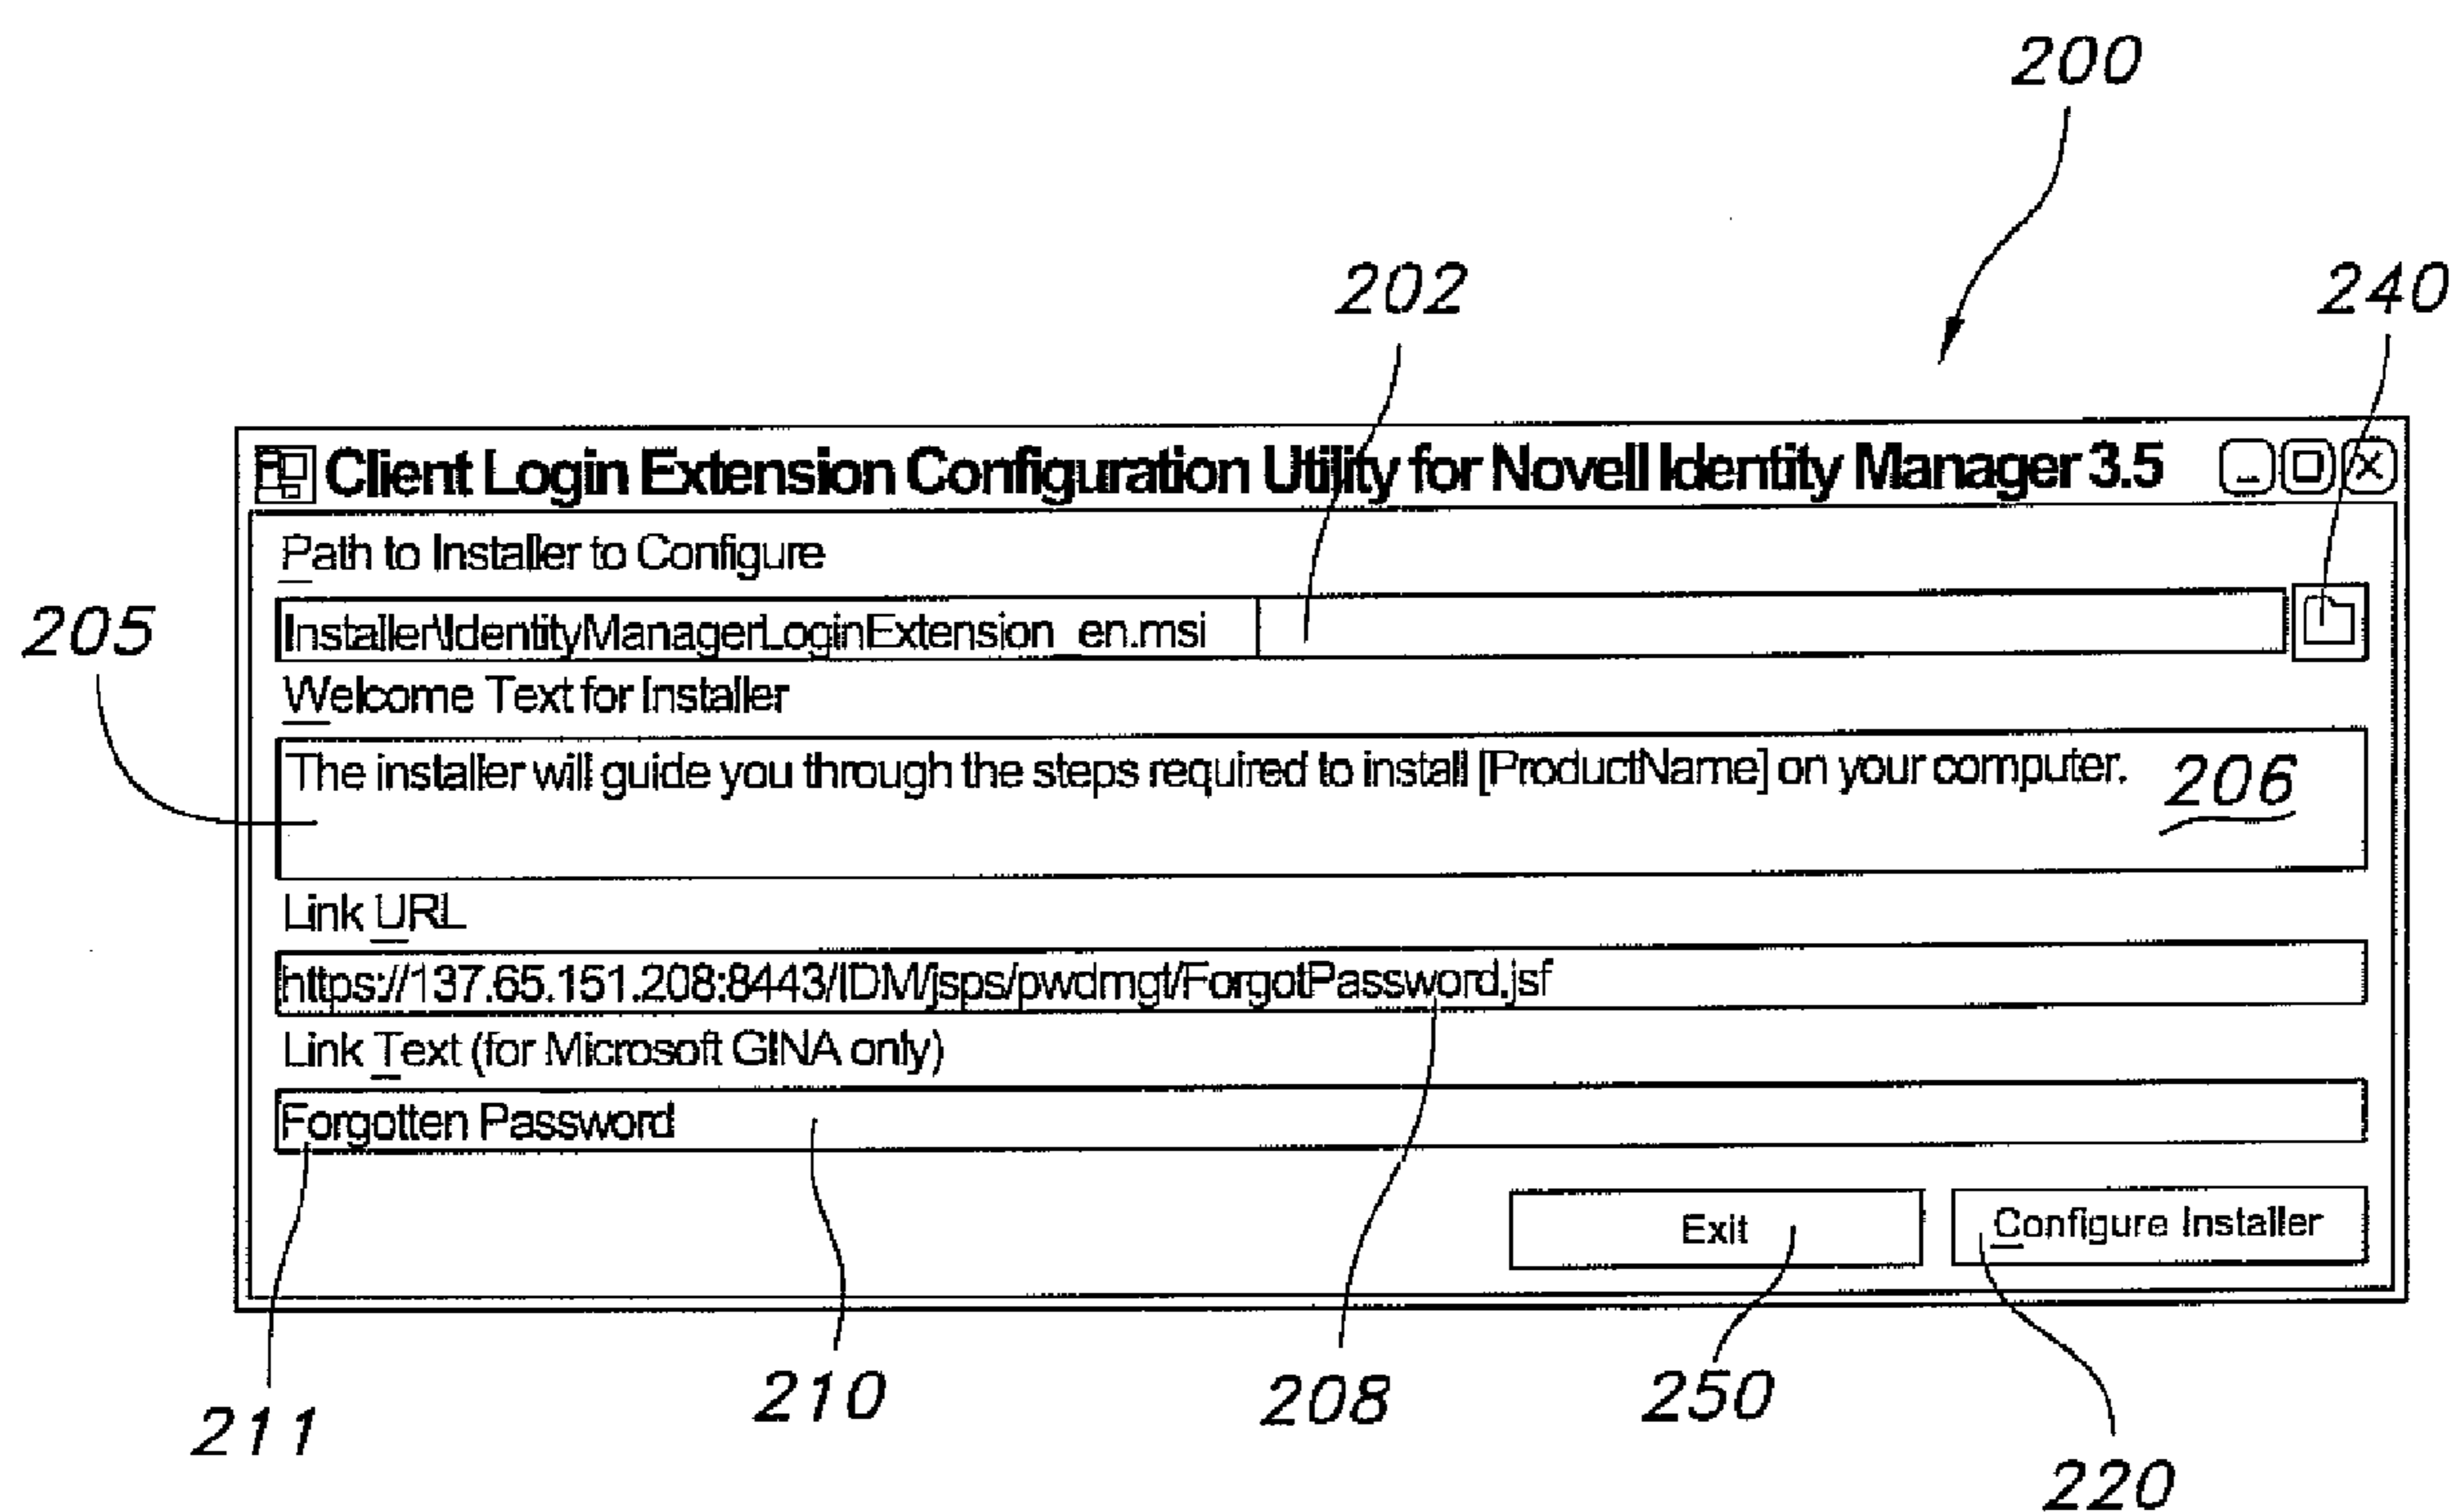 200
202
240
Client Login Extension Configuration Utility for Novell Identity Manager 3.5
Path to Installer to Configure
205
Installer\IdentityManagerLoginExtension_en.msi
Welcome Text for Installer
The installer will guide you through the steps required to install [ProductName] on your computer.
206
Link URL
https://137.65.151.208:8443/IDM/jsps/pwdmgt/ForgotPassword.jsf
Link Text (for Microsoft GINA only)
Forgotten Password
Exit
Configure Installer
211
210
208
250
220